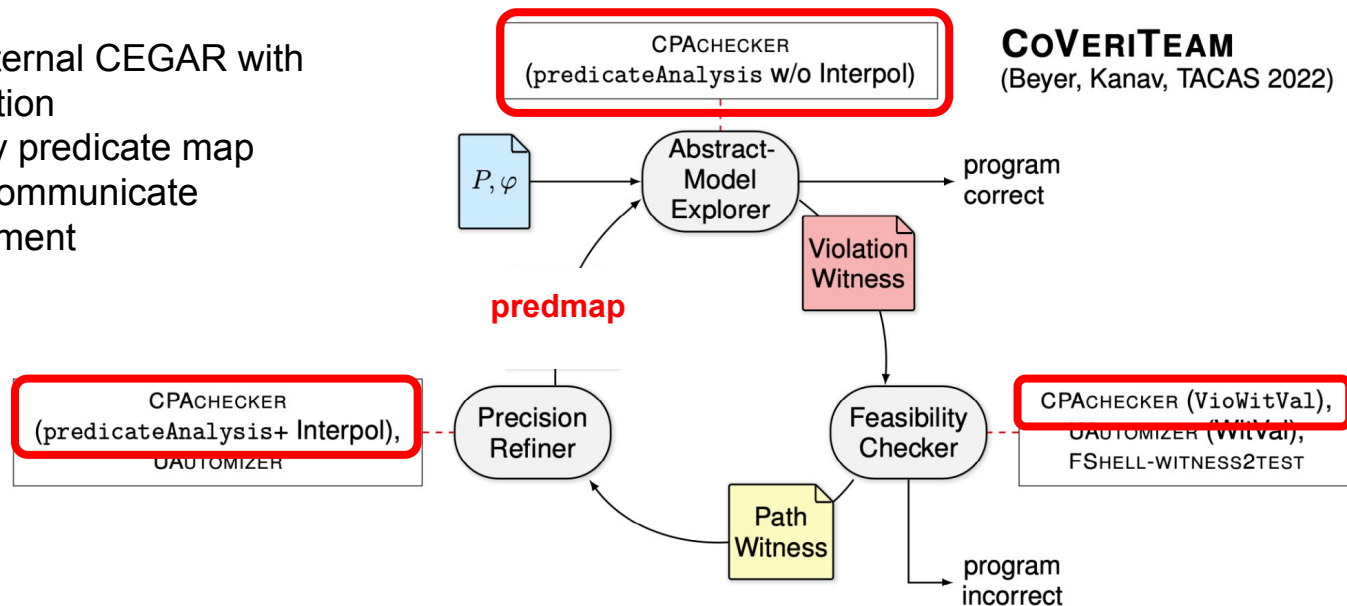 ternal CEGAR with
tion
y predicate map
ommunicate
ment
CPACHECKER
(predicateAnalysis w/o Interpol)
COVERITEAM
(Beyer, Kanav, TACAS 2022)
P, φ
Abstract-
Model
Explorer
program
correct
Violation
Witness
predmap
CPACHECKER
(predicateAnalysis+ Interpol),
UAUTOMIZER
Precision
Refiner
Feasibility
Checker
CPACHECKER (VioWitVal),
UAUTOMIZER (WitVal),
FSHELL-WITNESS2TEST
Path
Witness
program
incorrect